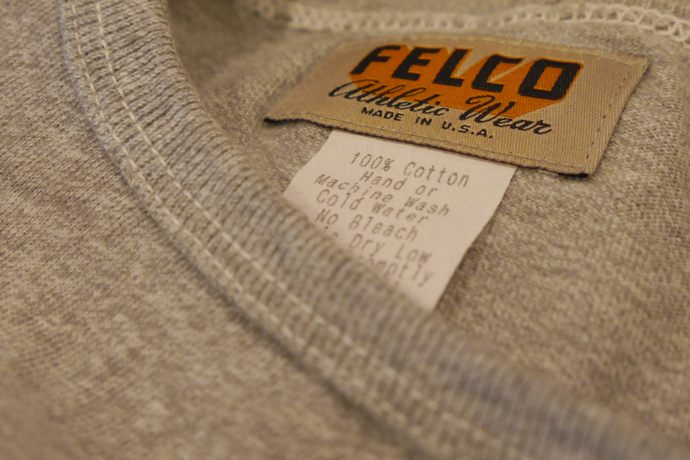 FELCO
Athletic Wear
MADE IN U.S.A.
100% Cotton
Hand or
Machine Wash
Cold Water
No Bleach
Dry Low